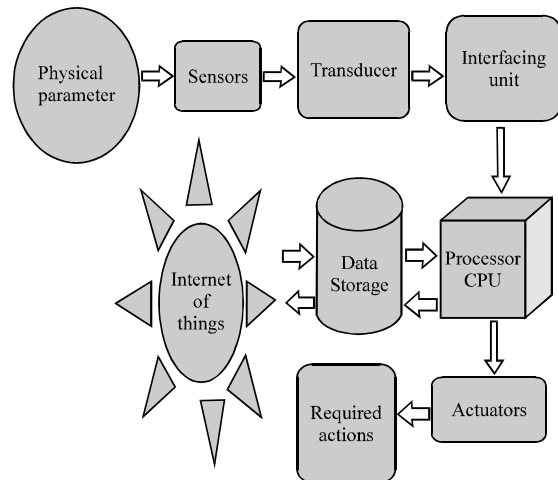 Physical
parameter
Sensors
Transducer
Interfacing
unit
Internet
of
things
Data
Storage
Processor
CPU
Required
actions
Actuators